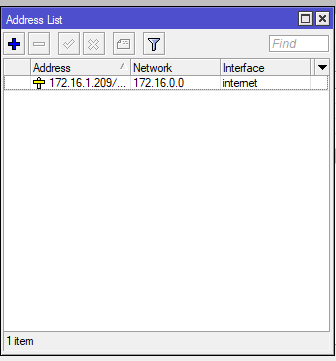 Address List
Find
Address Network Interface
172.16.1.209/... 172.16.0.0 internet
1 item